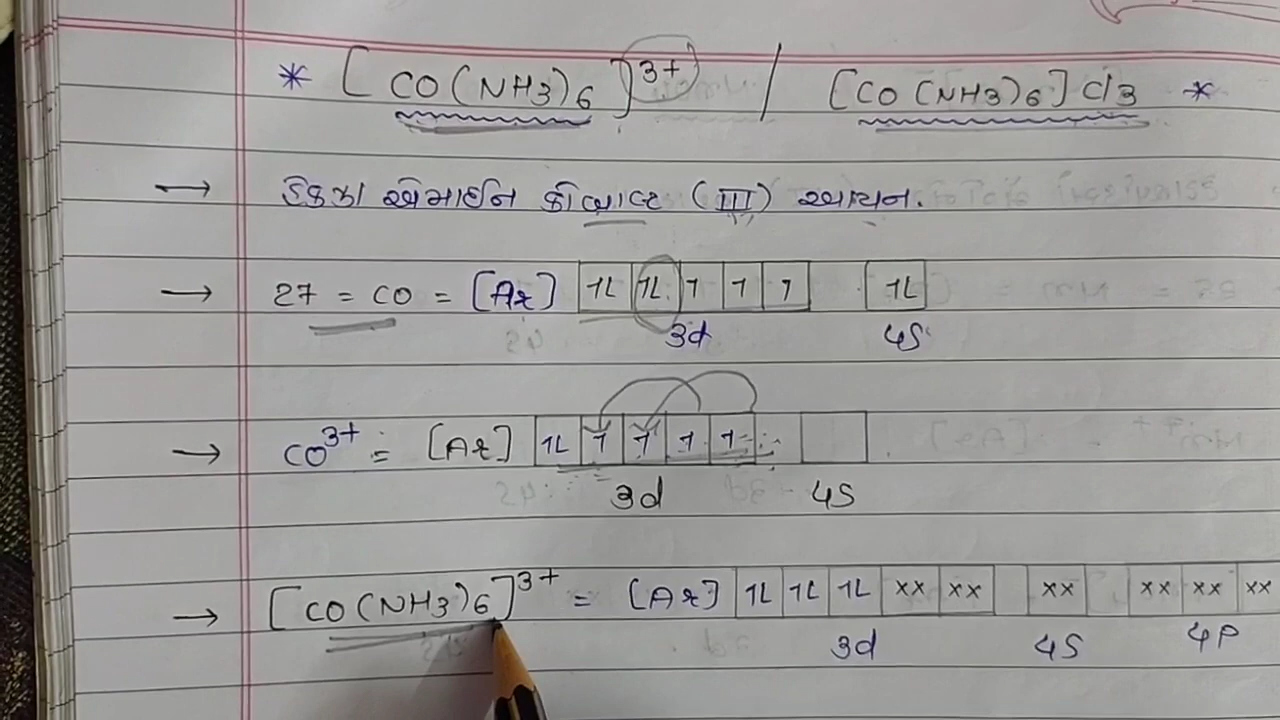 * [CO(NH3)6]3+ / [CO(NH3)6]Cl3 *
→ હેકઝા એમાઈન કોબાલ્ટ (III) આયન.
→ 27 = CO = [Ar] 1L 1L 1 1 1 1L
3d 4S
→ CO3+ = [Ar] 1L 1 1 1 1
3d 4S
→ [CO(NH3)6]3+ = [Ar] 1L 1L 1L xx xx xx xx xx xx
3d 4S 4P